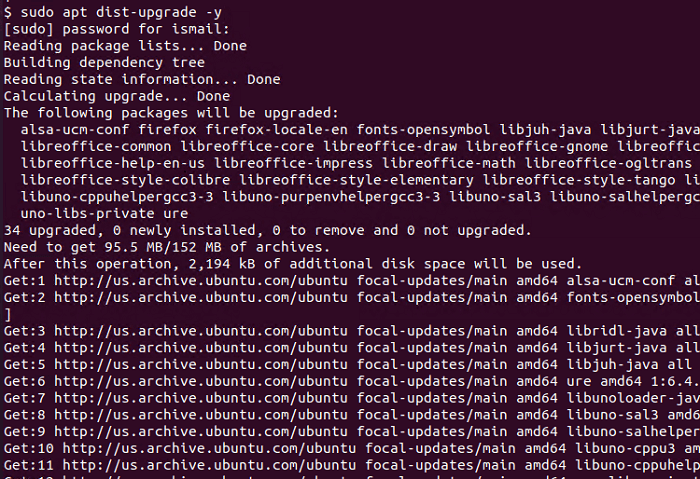 $ sudo apt dist-upgrade -y
[sudo] password for ismail:
Reading package lists... Done
Building dependency tree
Reading state information... Done
Calculating upgrade... Done
The following packages will be upgraded:
alsa-ucm-conf firefox firefox-locale-en fonts-opensymbol libjuh-java libjurt-java
libreoffice-common libreoffice-core libreoffice-draw libreoffice-gnome libreoffic
libreoffice-help-en-us libreoffice-impress libreoffice-math libreoffice-ogltrans
libreoffice-style-colibre libreoffice-style-elementary libreoffice-style-tango li
libuno-cppuhelpergcc3-3 libuno-purpenvhelpergcc3-3 libuno-sal3 libuno-salhelpergc
uno-libs-private ure
34 upgraded, 0 newly installed, 0 to remove and 0 not upgraded.
Need to get 95.5 MB/152 MB of archives.
After this operation, 2,194 kB of additional disk space will be used.
Get:1 http://us.archive.ubuntu.com/ubuntu focal-updates/main amd64 alsa-ucm-conf al
Get:2 http://us.archive.ubuntu.com/ubuntu focal-updates/main amd64 fonts-opensymbol
]
Get:3 http://us.archive.ubuntu.com/ubuntu focal-updates/main amd64 libridl-java all
Get:4 http://us.archive.ubuntu.com/ubuntu focal-updates/main amd64 libjurt-java all
Get:5 http://us.archive.ubuntu.com/ubuntu focal-updates/main amd64 libjuh-java all
Get:6 http://us.archive.ubuntu.com/ubuntu focal-updates/main amd64 ure amd64 1:6.4.
Get:7 http://us.archive.ubuntu.com/ubuntu focal-updates/main amd64 libunoloader-jav
Get:8 http://us.archive.ubuntu.com/ubuntu focal-updates/main amd64 libuno-sal3 amd6
Get:9 http://us.archive.ubuntu.com/ubuntu focal-updates/main amd64 libuno-salhelper
Get:10 http://us.archive.ubuntu.com/ubuntu focal-updates/main amd64 libuno-cppu3 am
Get:11 http://us.archive.ubuntu.com/ubuntu focal-updates/main amd64 libuno-cppuhelp